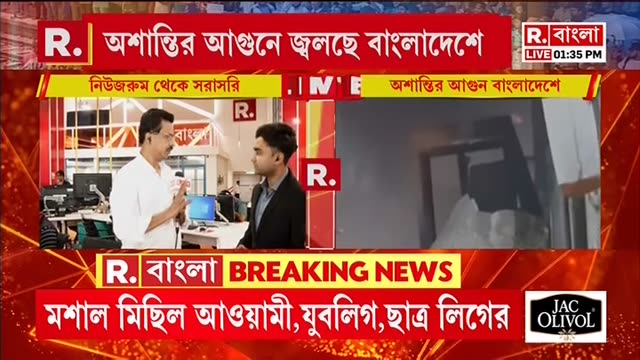 R. অশান্তির আগুনে জ্বলছে বাংলাদেশে
R. বাংলা
LIVE 01:35 PM
নিউজরুম থেকে সরাসরি
অশান্তির আগুন বাংলাদেশে
R.
বাংলা
R.
R. বাংলা BREAKING NEWS
মশাল মিছিল আওয়ামী,যুবলিগ,ছাত্র লিগের
JAC
OLIVOL